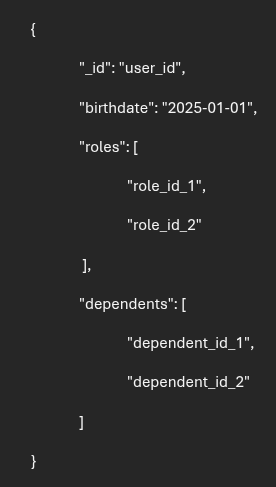 {
"_id": "user_id",
"birthdate": "2025-01-01",
"roles": [
"role_id_1",
"role_id_2"
],
"dependents": [
"dependent_id_1",
"dependent_id_2"
]
}